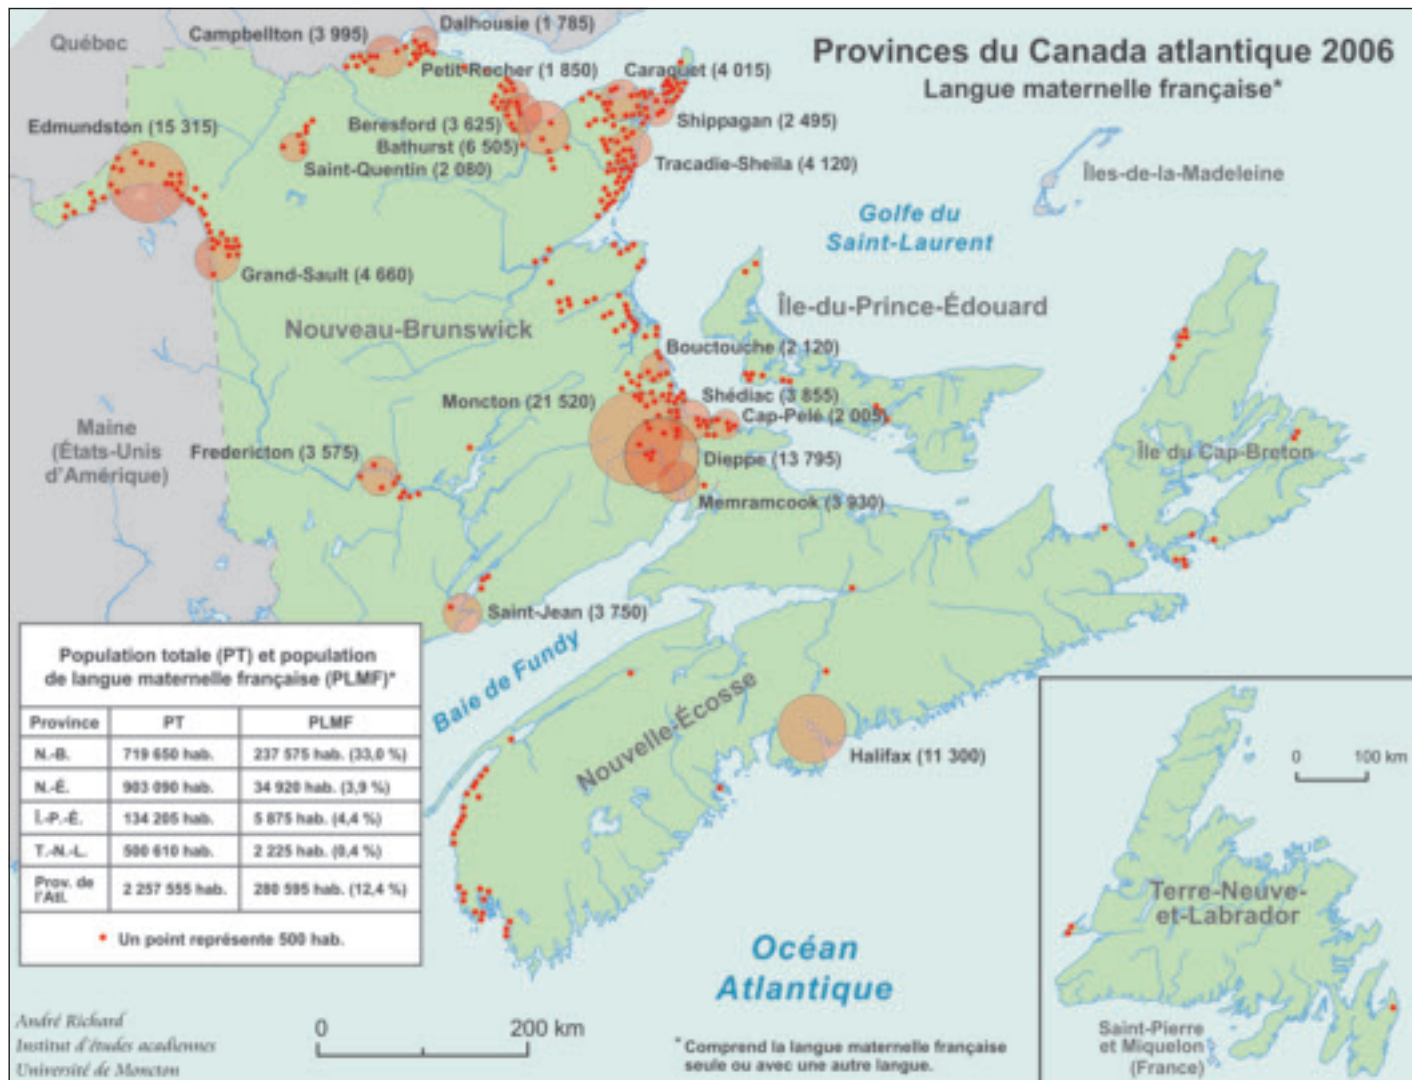 Provinces du Canada atlantique 2006
Langue maternelle française*
Québec
Campbellton (3 995)
Dalhousie (1 785)
Petit-Rocher (1 850)
Caraquet (4 015)
Edmundston (15 315)
Beresford (3 625)
Bathurst (6 505)
Shippagan (2 495)
Saint-Quentin (2 080)
Tracadie-Sheila (4 120)
Îles-de-la-Madeleine
Golfe du
Saint-Laurent
Grand-Sault (4 660)
Île-du-Prince-Édouard
Nouveau-Brunswick
Bouctouche (2 120)
Shédiac (3 855)
Moncton (21 520)
Cap-Pelé (2 005)
Maine
(États-Unis
d'Amérique)
Fredericton (3 575)
Dieppe (13 795)
Île du Cap-Breton
Memramcook (3 930)
Saint-Jean (3 750)
Baie de Fundy
Nouvelle-Écosse
Halifax (11 300)
Population totale (PT) et population
de langue maternelle française (PLMF)*
Province PT PLMF
N.-B. 719 650 hab. 237 575 hab. (33,0 %)
N.-É. 903 090 hab. 34 920 hab. (3,9 %)
Î.-P.-É. 134 205 hab. 5 875 hab. (4,4 %)
T.-N.-L. 500 610 hab. 2 225 hab. (0,4 %)
Prov. de
l'Atl. 2 257 555 hab. 280 595 hab. (12,4 %)
Un point représente 500 hab.
0 100 km
Terre-Neuve-
et-Labrador
Saint-Pierre
et Miquelon
(France)
Océan
Atlantique
0 200 km
* Comprend la langue maternelle française
seule ou avec une autre langue.
André Richard
Institut d'études acadiennes
Université de Moncton